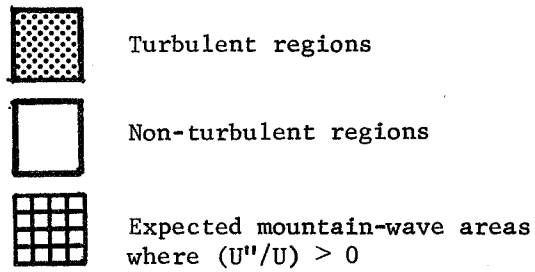 Turbulent regions
Non-turbulent regions
Expected mountain-wave areas
where (U"/U) > 0